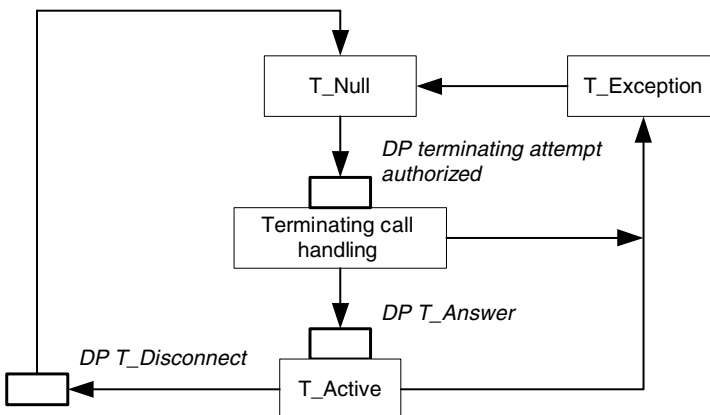 T_Null
T_Exception
DP terminating attempt
authorized
Terminating call
handling
DP T_Answer
DP T_Disconnect
T_Active